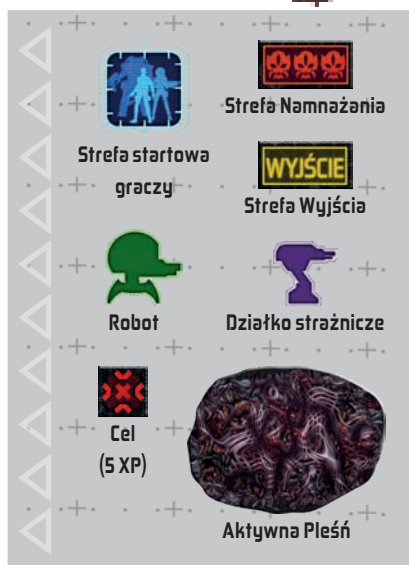 Strefa startowa
graczy
Strefa Namnażania
WYJŚCIE
Strefa Wyjścia
Robot
Działko strażnicze
Cel
(5 XP)
Aktywna Pleśń